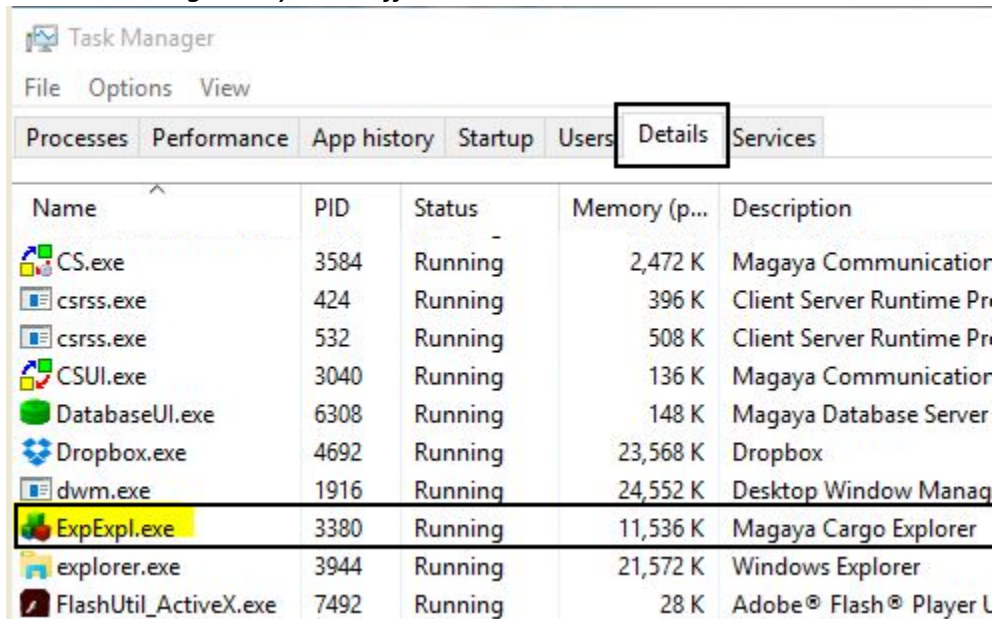 Task Manager
File Options View
Processes Performance App history Startup Users Details Services
Name PID Status Memory (p... Description
CS.exe 3584 Running 2,472 K Magaya Communication
csrss.exe 424 Running 396 K Client Server Runtime Pr
csrss.exe 532 Running 508 K Client Server Runtime Pr
CSUI.exe 3040 Running 136 K Magaya Communication
DatabaseUI.exe 6308 Running 148 K Magaya Database Server
Dropbox.exe 4692 Running 23,568 K Dropbox
dwm.exe 1916 Running 24,552 K Desktop Window Manag
ExpExpl.exe 3380 Running 11,536 K Magaya Cargo Explorer
explorer.exe 3944 Running 21,572 K Windows Explorer
FlashUtil_ActiveX.exe 7492 Running 28 K Adobe® Flash® Player U